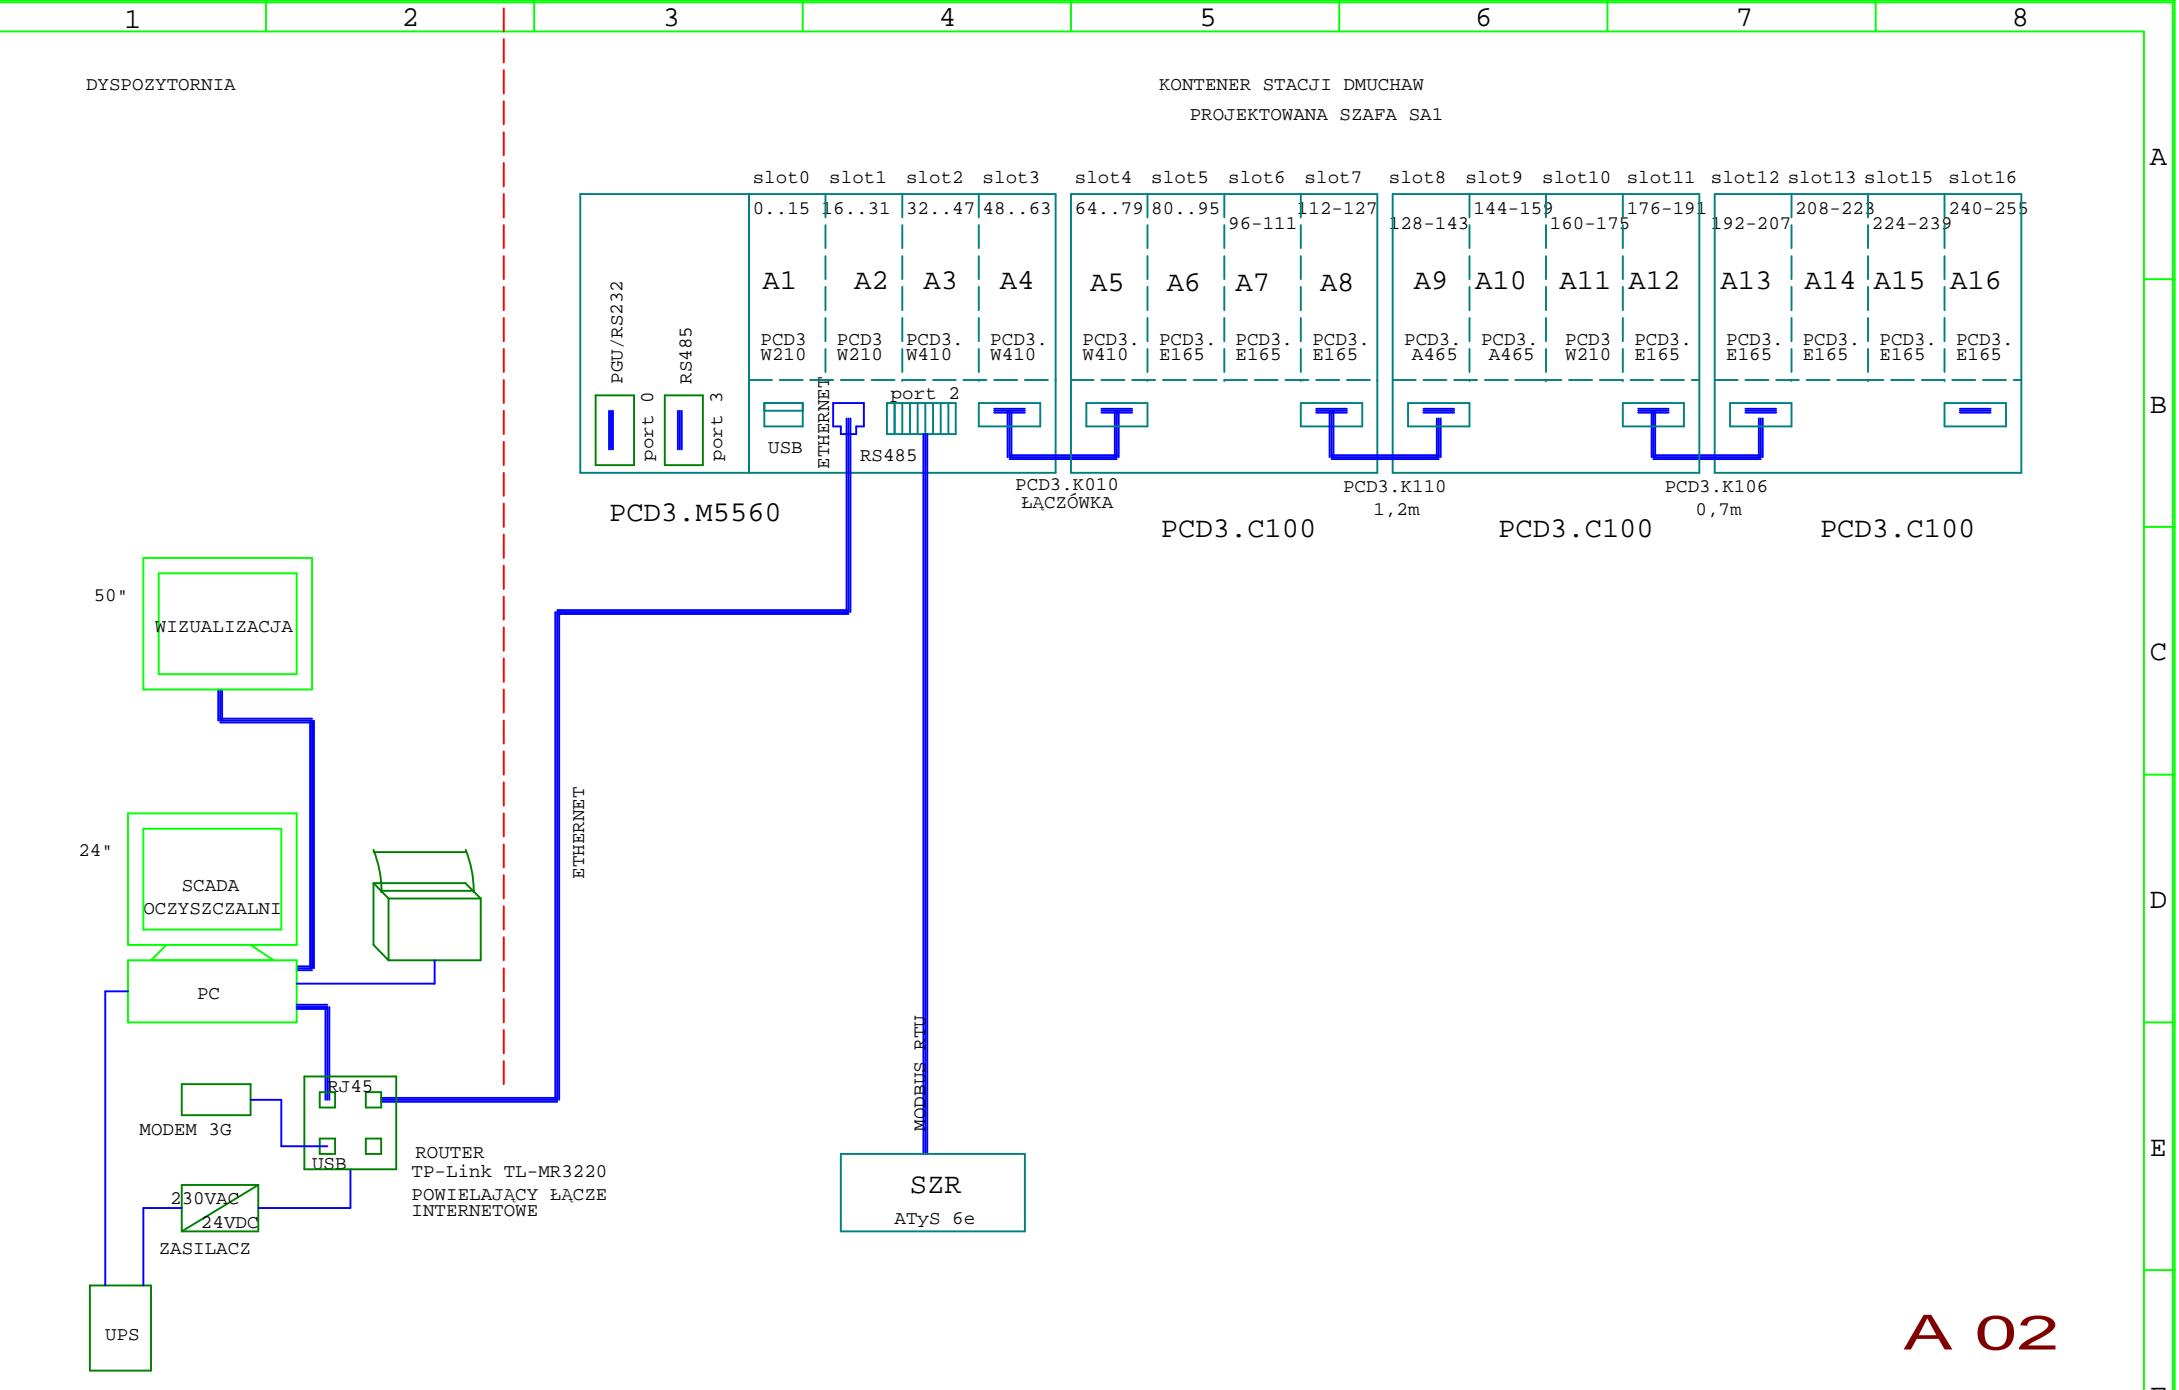 1 2 3 4 5 6 7 8
DYSPOZYTORNIA
KONTENER STACJI DMUCHAW
PROJEKTOWANA SZAFA SA1
A
slot0 slot1 slot2 slot3 slot4 slot5 slot6 slot7 slot8 slot9 slot10 slot11 slot12 slot13 slot15 slot16
0..15 16..31 32..47 48..63 64..79 80..95 112-127 144-159 176-191 208-223 240-255
96-111 128-143 160-175 192-207 224-239
A1 A2 A3 A4 A5 A6 A7 A8 A9 A10 A11 A12 A13 A14 A15 A16
PCD3 PCD3 PCD3. PCD3. PCD3. PCD3. PCD3. PCD3. PCD3. PCD3. PCD3 PCD3. PCD3. PCD3. PCD3. PCD3.
W210 W210 W410 W410 W410 E165 E165 E165 A465 A465 W210 E165 E165 E165 E165 E165
PGU/RS232
RS485
port 0
port 3
USB
ETHERNET
port 2
RS485
B
PCD3.K010
ŁĄCZÓWKA
PCD3.K110
1,2m
PCD3.K106
0,7m
PCD3.M5560
PCD3.C100
PCD3.C100
PCD3.C100
50"
WIZUALIZACJA
C
24"
SCADA
OCZYSZCZALNI
ETHERNET
D
PC
MODBUS RTU
RJ45
MODEM 3G
USB
ROUTER
TP-Link TL-MR3220
POWIELAJĄCY ŁĄCZE
INTERNETOWE
E
230VAC
24VDC
ZASILACZ
SZR
ATyS 6e
UPS
A 02